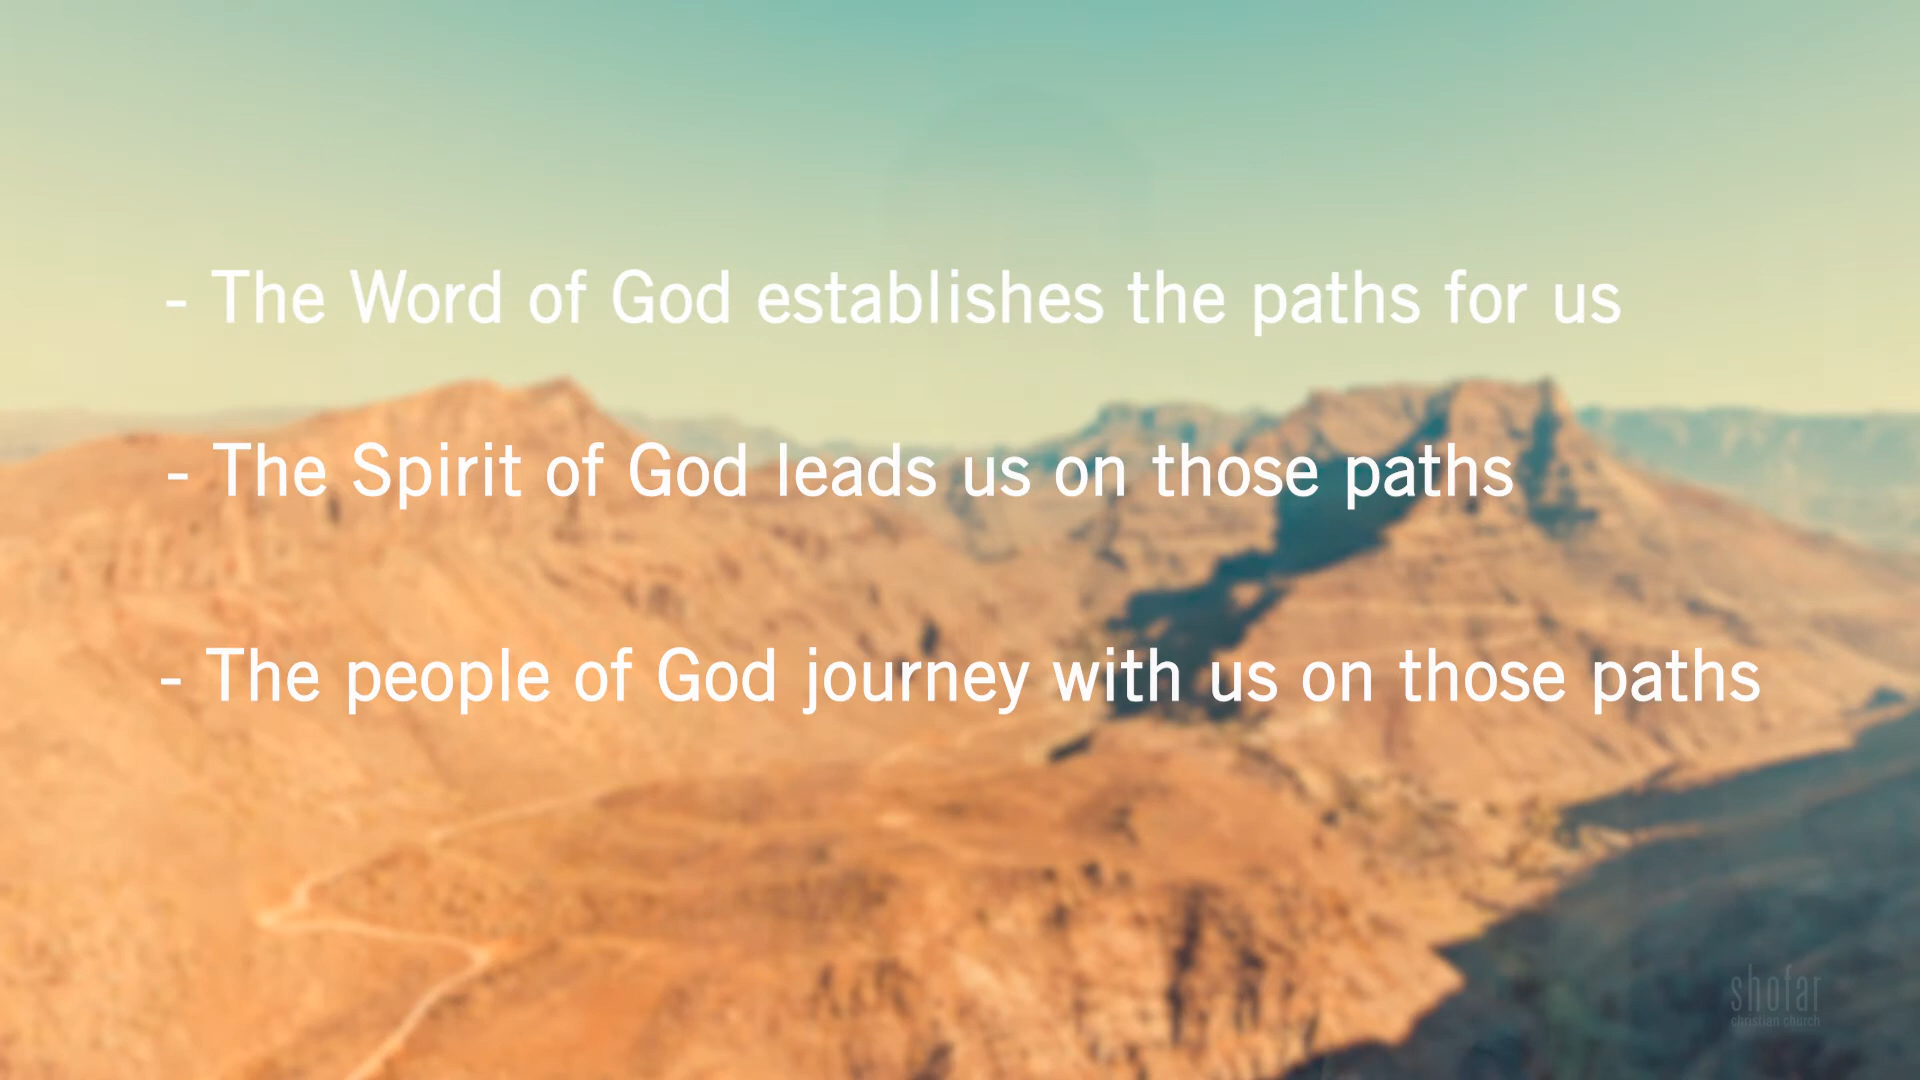 - The Word of God establishes the paths for us
- The Spirit of God leads us on those paths
- The people of God journey with us on those paths
shofar
christian church